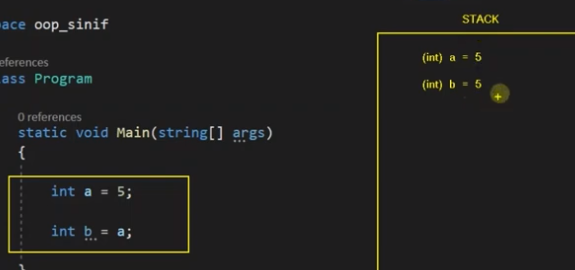 ace oop_sinif
eferences
ass Program
0 references
static void Main(string[] args)
{
int a = 5;
int b = a;
}
STACK
(int) a = 5
(int) b = 5